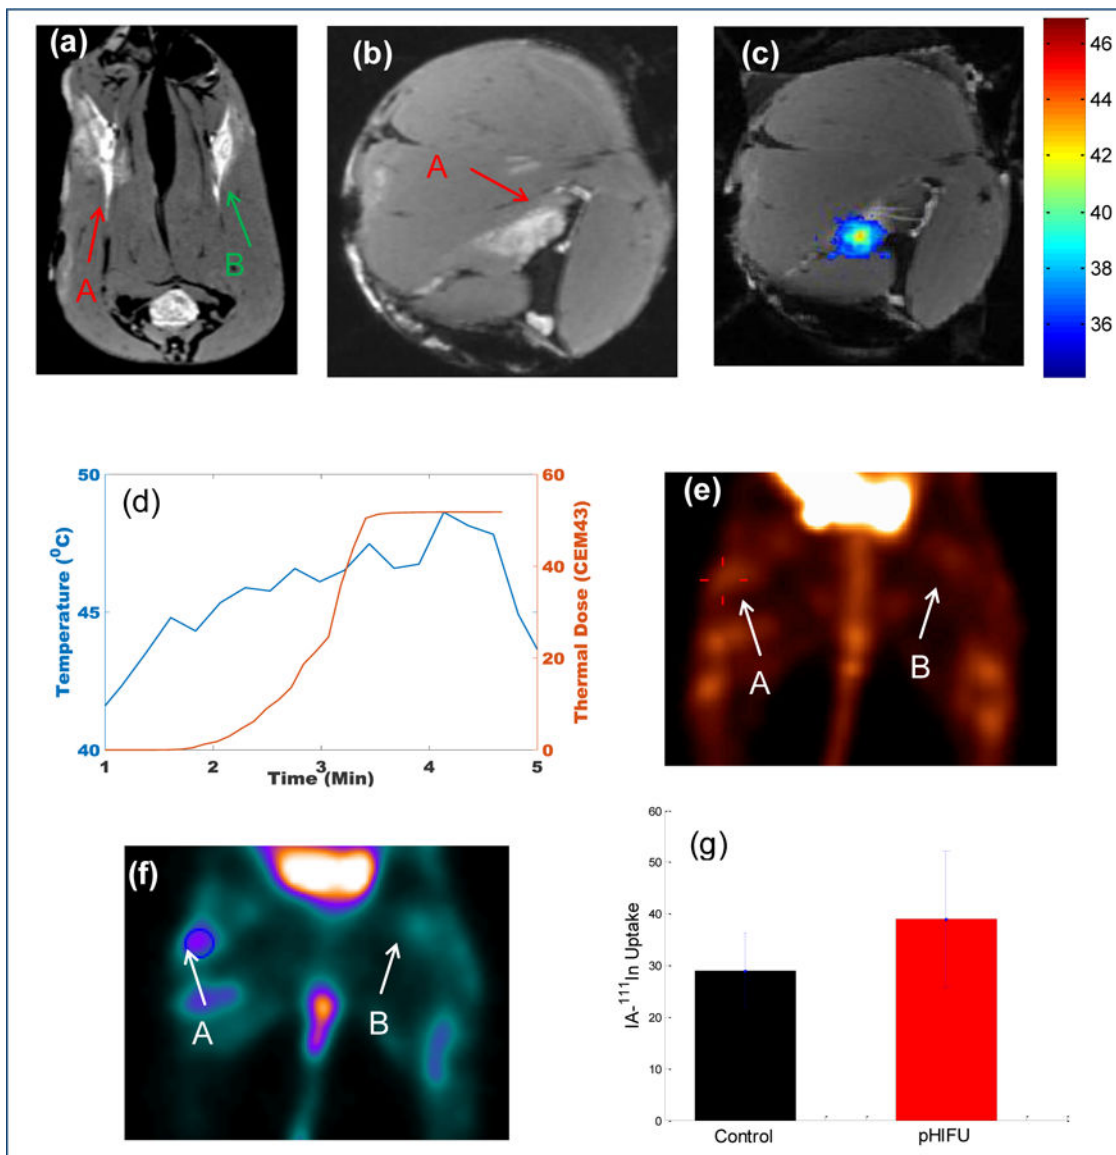 (a)
A
B
(b)
A
(c)
46
44
42
40
38
36
(d)
50
45
40
Temperature (⁰C)
60
40
20
0
Thermal Dose (CEM43)
1
2
3
4
5
Time (Min)
(e)
A
B
(f)
A
B
(g)
60
50
40
30
20
10
0
IA-¹¹¹In Uptake
Control
pHIFU